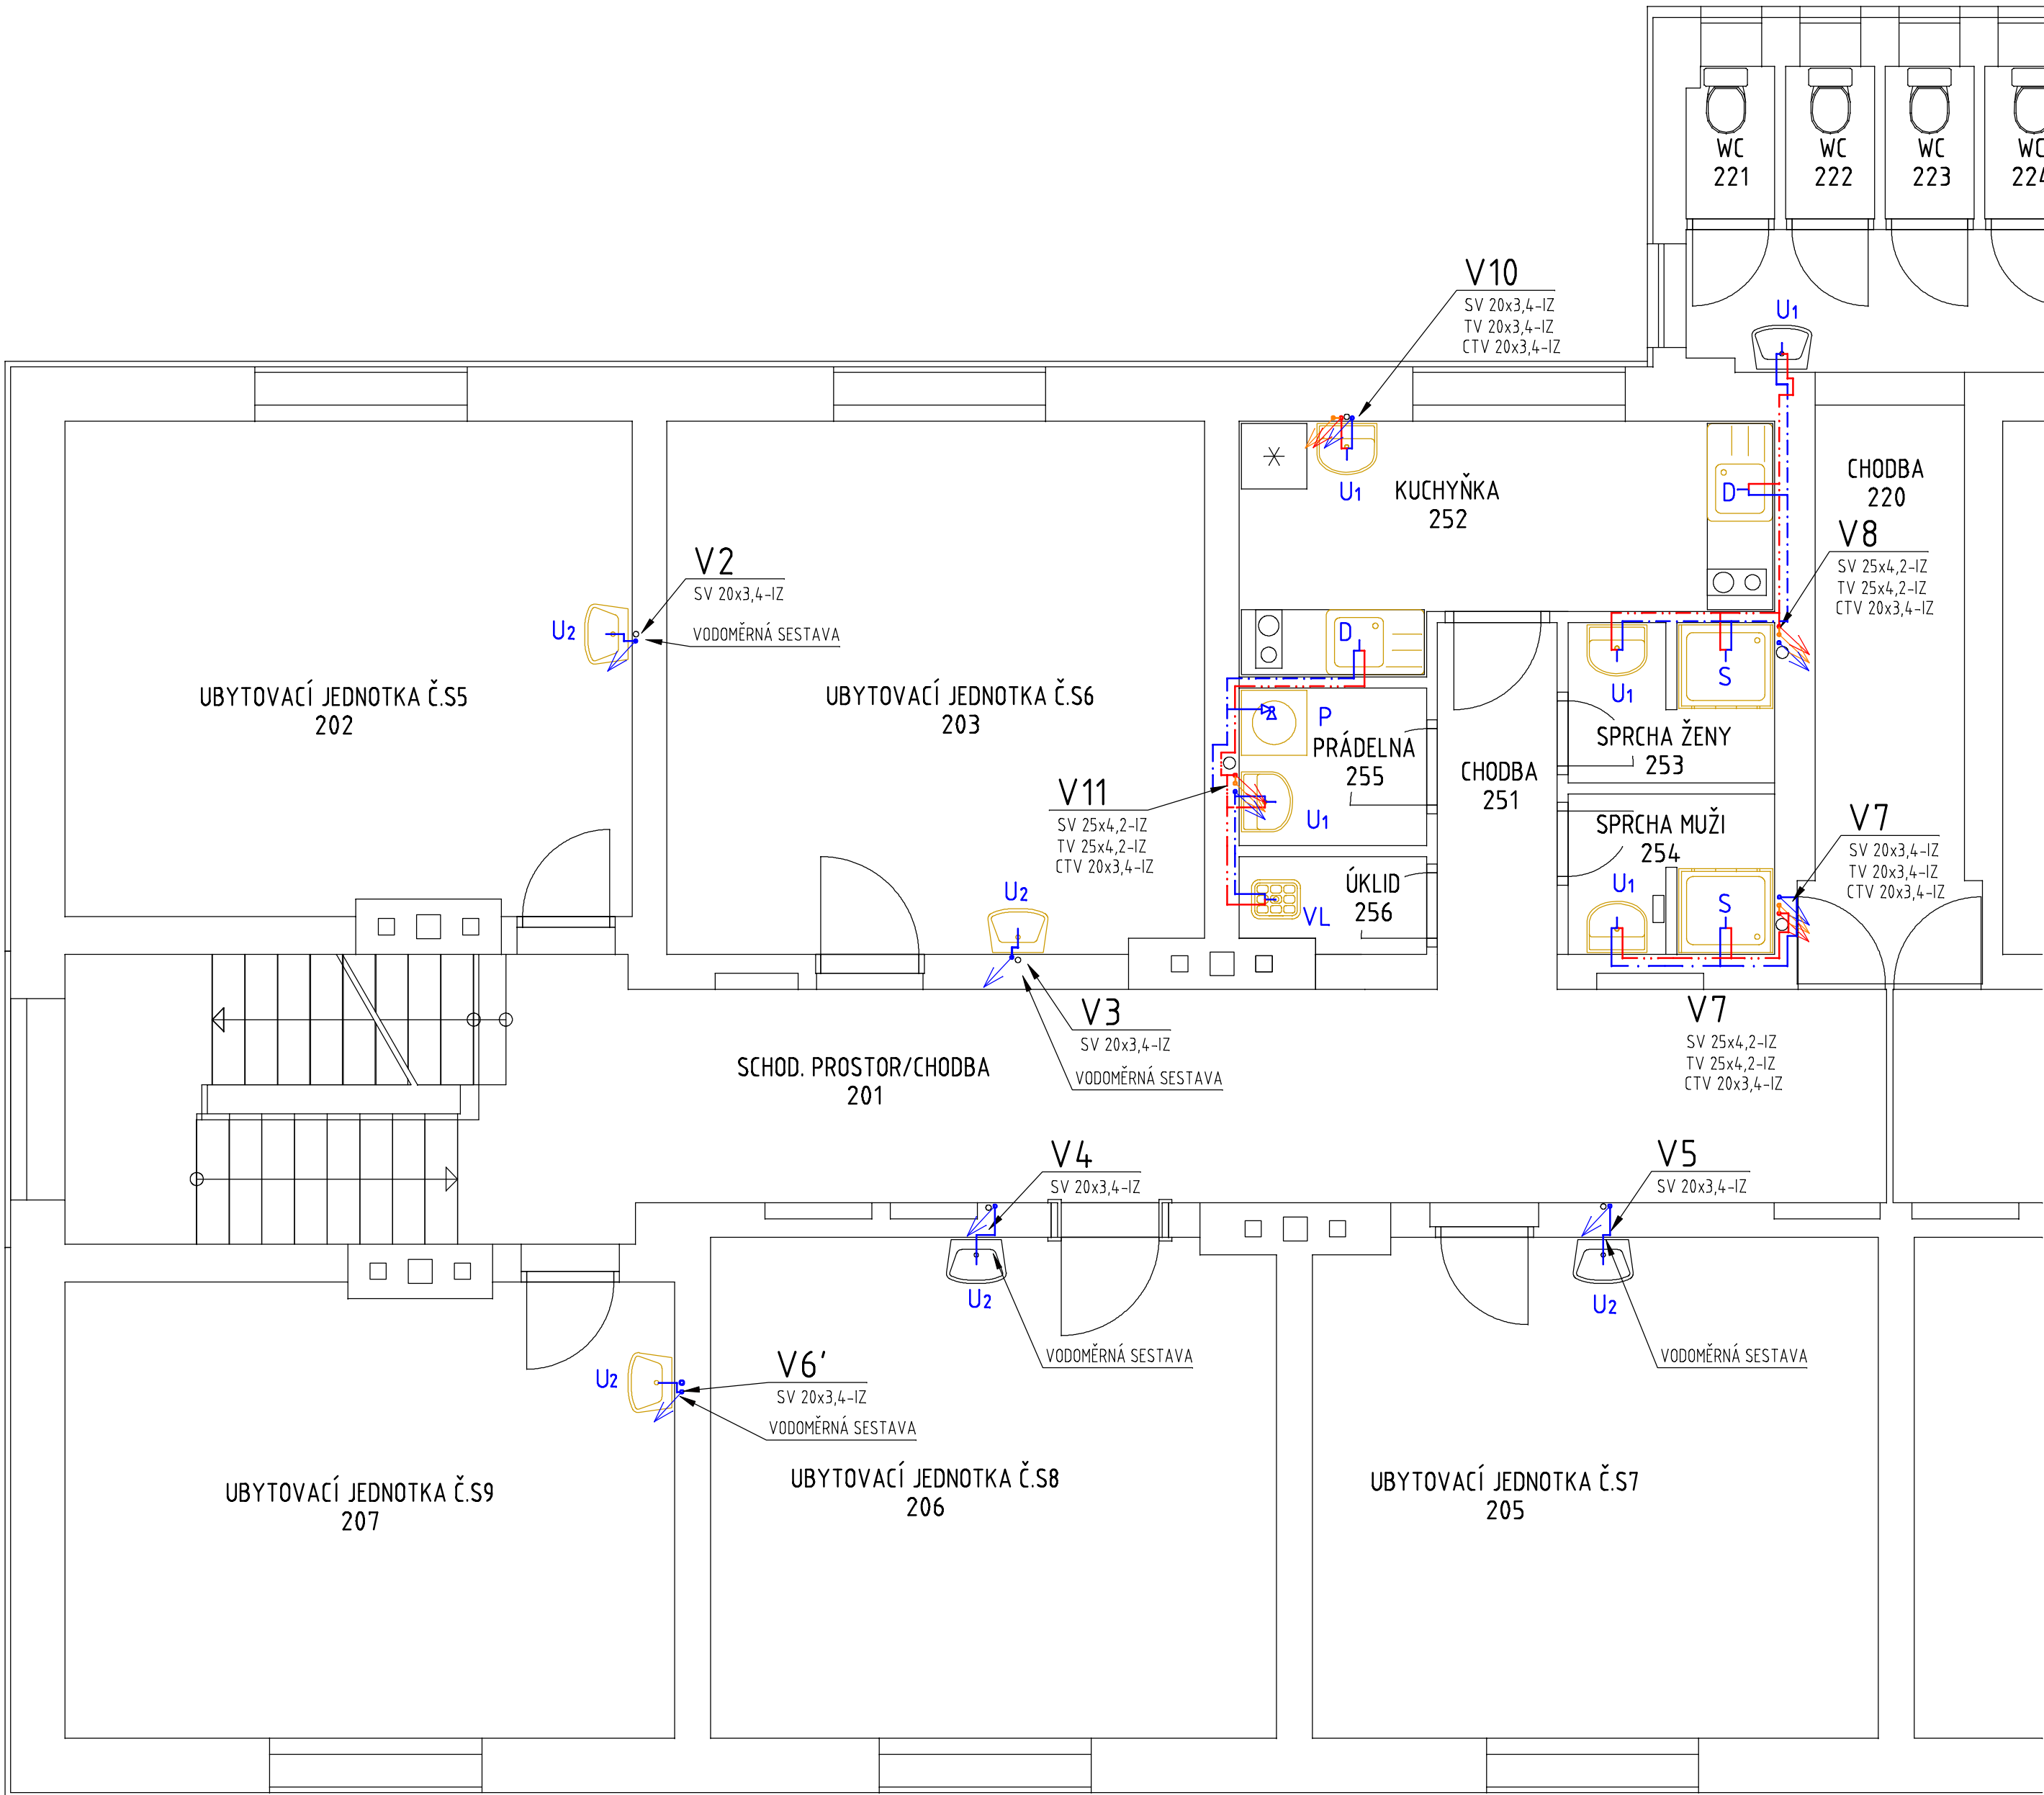 WC
221
WC
222
WC
223
WC
224
V10
SV 20x3,4-IZ
TV 20x3,4-IZ
CTV 20x3,4-IZ
U1
U1
KUCHYŇKA
252
D
CHODBA
220
V8
SV 25x4,2-IZ
TV 25x4,2-IZ
CTV 20x3,4-IZ
V2
SV 20x3,4-IZ
VODOMĚRNÁ SESTAVA
U2
D
U1
S
UBYTOVACÍ JEDNOTKA Č.S5
202
UBYTOVACÍ JEDNOTKA Č.S6
203
P
PRÁDELNA
255
SPRCHA ŽENY
253
CHODBA
251
V11
SV 25x4,2-IZ
TV 25x4,2-IZ
CTV 20x3,4-IZ
U1
SPRCHA MUŽI
254
V7
SV 20x3,4-IZ
TV 20x3,4-IZ
CTV 20x3,4-IZ
U2
ÚKLID
256
VL
U1
S
V3
SV 20x3,4-IZ
VODOMĚRNÁ SESTAVA
V7
SV 25x4,2-IZ
TV 25x4,2-IZ
CTV 20x3,4-IZ
SCHOD. PROSTOR/CHODBA
201
V4
SV 20x3,4-IZ
V5
SV 20x3,4-IZ
U2
U2
VODOMĚRNÁ SESTAVA
VODOMĚRNÁ SESTAVA
U2
V6'
SV 20x3,4-IZ
VODOMĚRNÁ SESTAVA
UBYTOVACÍ JEDNOTKA Č.S9
207
UBYTOVACÍ JEDNOTKA Č.S8
206
UBYTOVACÍ JEDNOTKA Č.S7
205